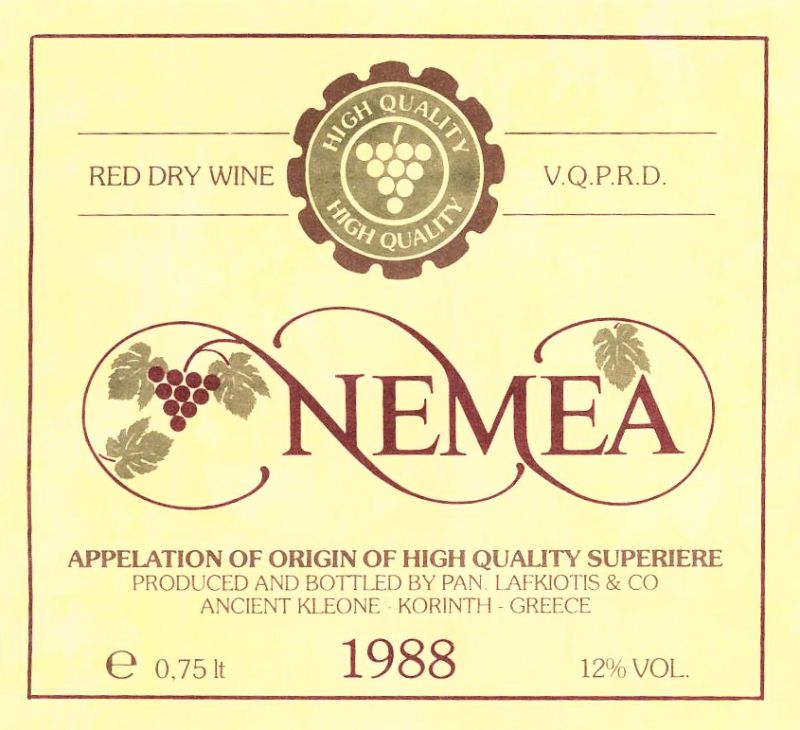 HIGH QUALITY
HIGH QUALITY
RED DRY WINE
V.Q.P.R.D.
NEMEA
APPELATION OF ORIGIN OF HIGH QUALITY SUPERIERE
PRODUCED AND BOTTLED BY PAN. LAFKIOTIS & CO
ANCIENT KLEONE · KORINTH - GREECE
℮ 0,75 lt
1988
12% VOL.